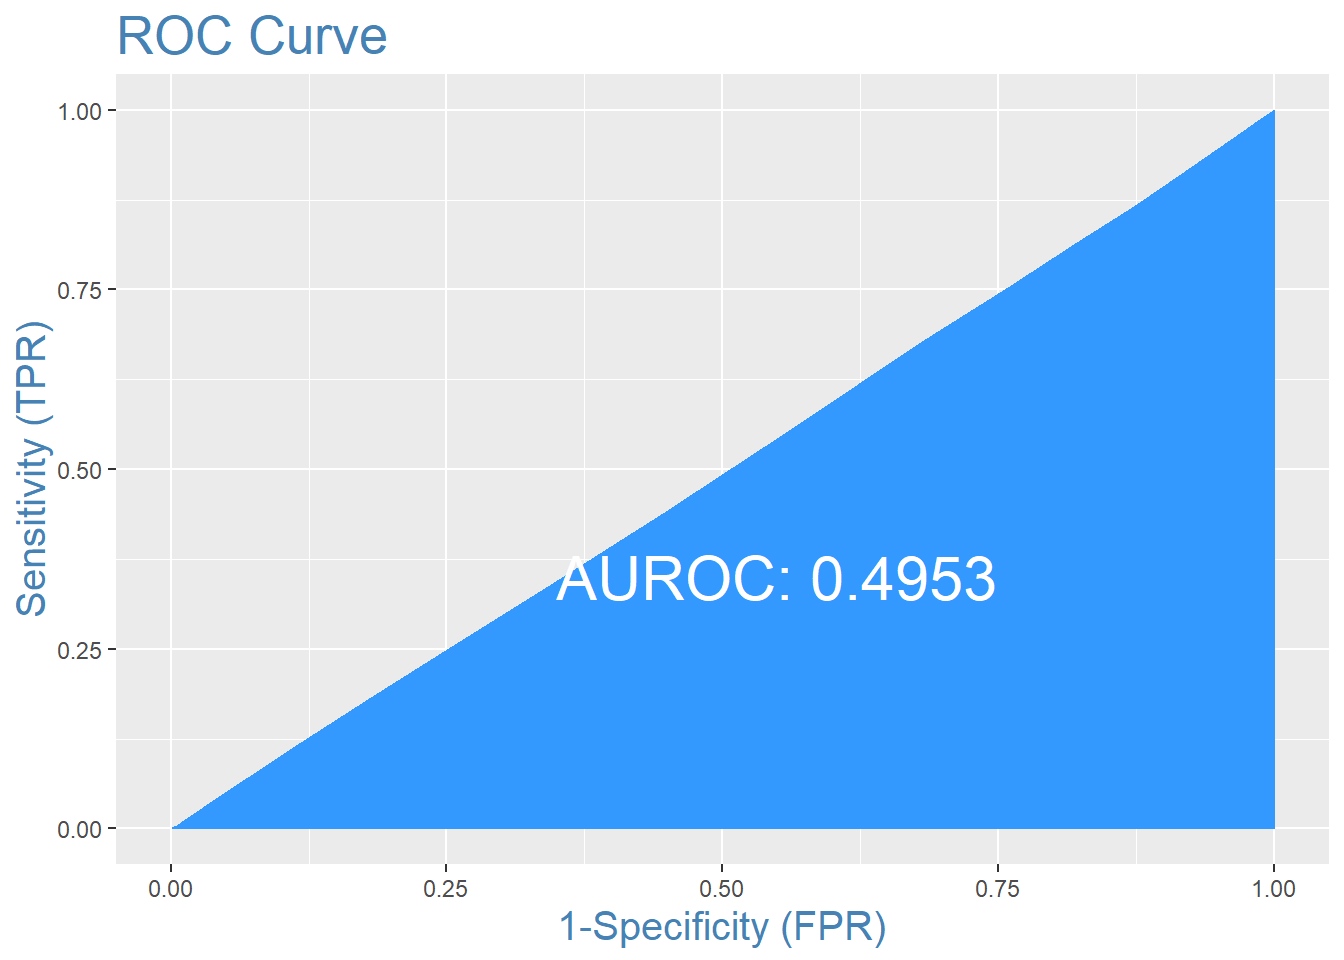 ROC Curve
Sensitivity (TPR)
1.00
0.75
0.50
0.25
0.00
AUROC: 0.4953
0.00 0.25 0.50 0.75 1.00
1-Specificity (FPR)